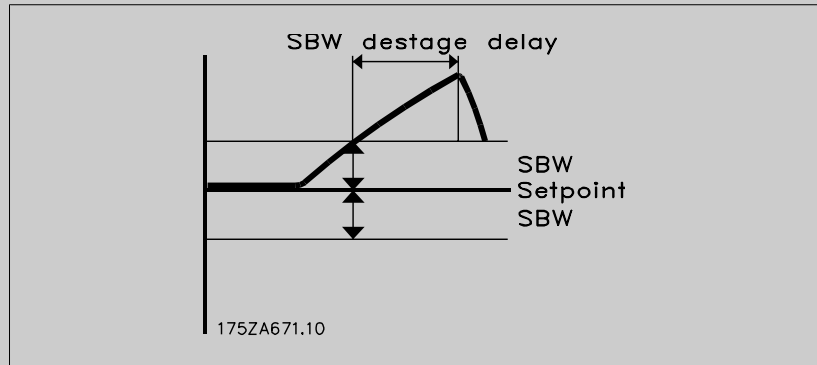 SBW destage delay
SBW
Setpoint
SBW
175ZA671.10